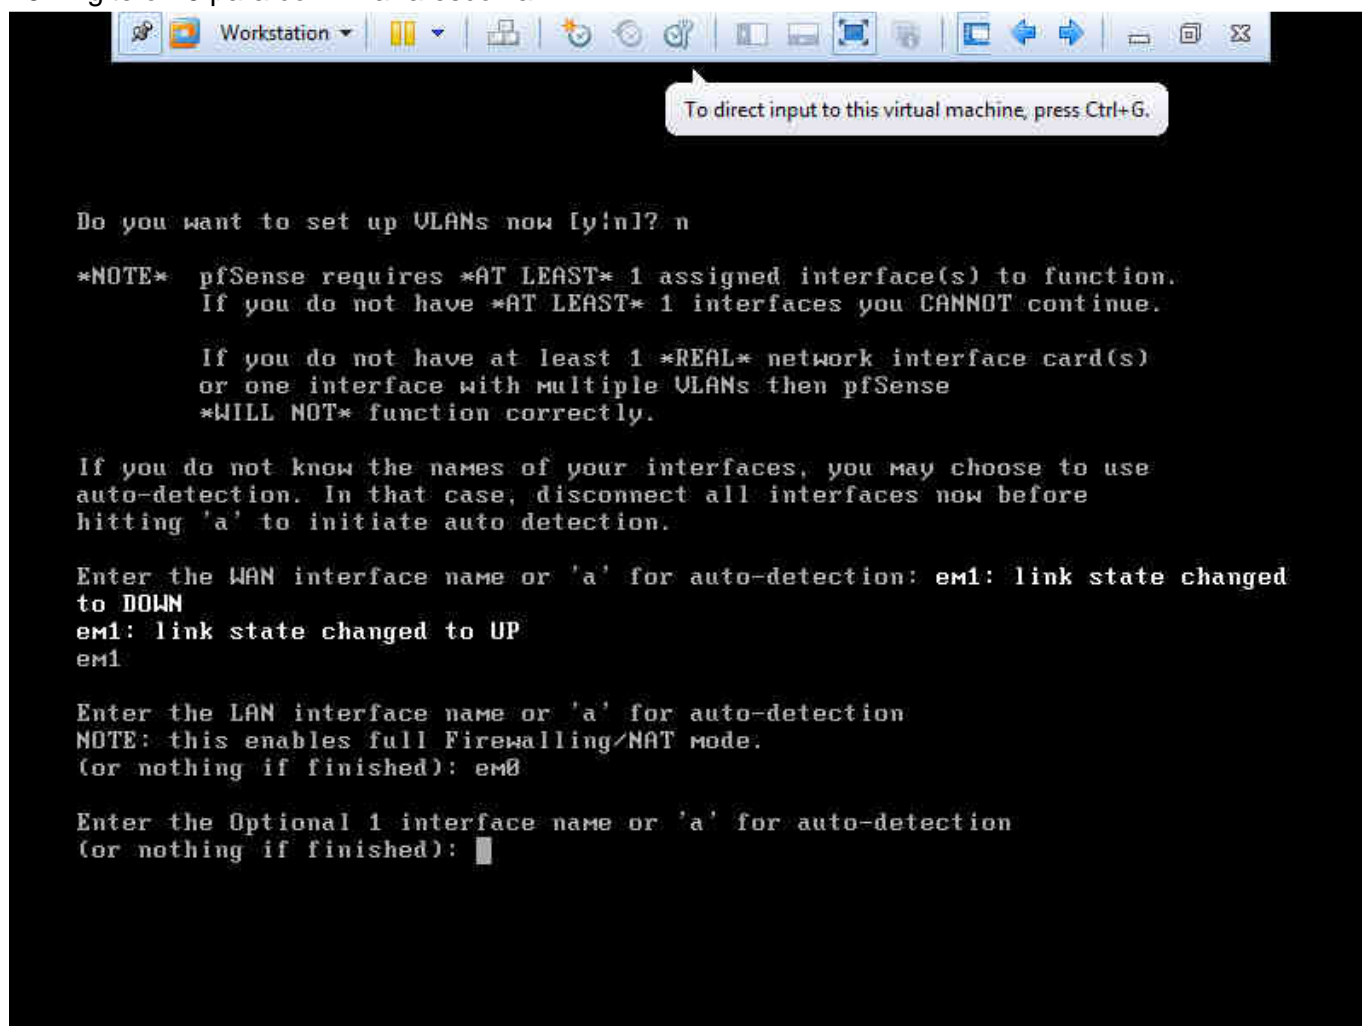 Workstation
To direct input to this virtual machine, press Ctrl+G.
Do you want to set up VLANs now [y|n]? n
*NOTE* pfSense requires *AT LEAST* 1 assigned interface(s) to function.
If you do not have *AT LEAST* 1 interfaces you CANNOT continue.
If you do not have at least 1 *REAL* network interface card(s)
or one interface with multiple VLANs then pfSense
*WILL NOT* function correctly.
If you do not know the names of your interfaces, you may choose to use
auto-detection. In that case, disconnect all interfaces now before
hitting 'a' to initiate auto detection.
Enter the WAN interface name or 'a' for auto-detection: em1: link state changed
to DOWN
em1: link state changed to UP
em1
Enter the LAN interface name or 'a' for auto-detection
NOTE: this enables full Firewalling/NAT mode.
(or nothing if finished): em0
Enter the Optional 1 interface name or 'a' for auto-detection
(or nothing if finished):